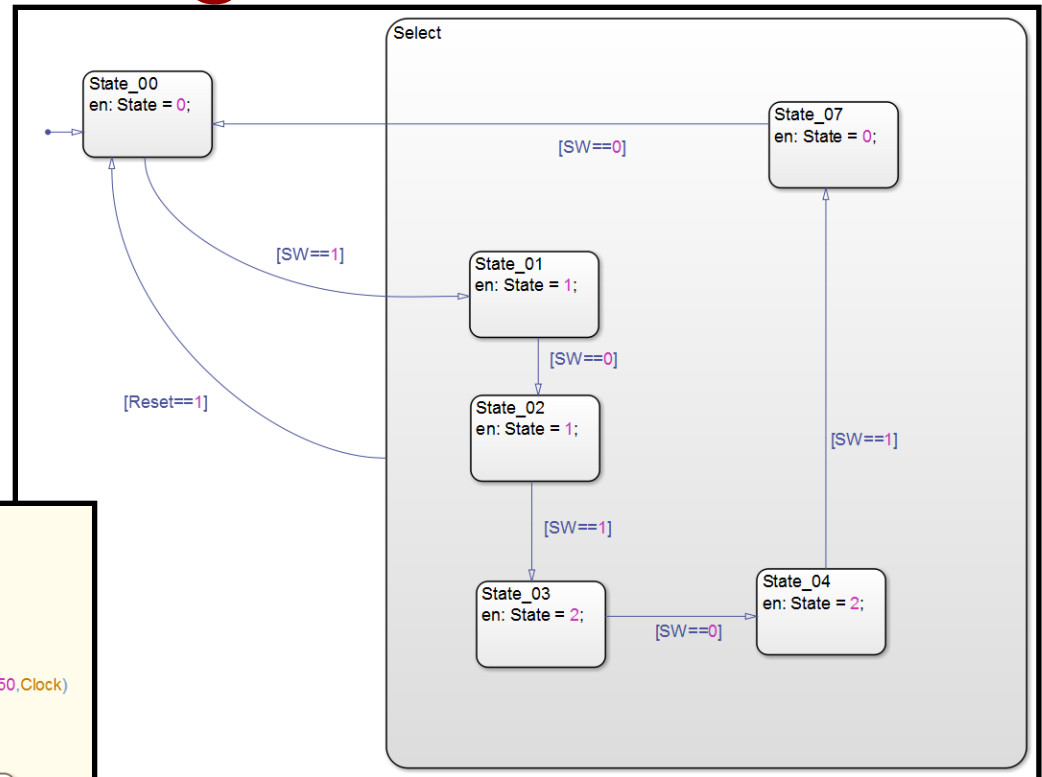 Select
State_00
en: State = 0;
State_07
en: State = 0;
[SW==0]
[SW==1]
State_01
en: State = 1;
[SW==0]
[Reset==1]
State_02
en: State = 1;
[SW==1]
[SW==1]
State_03
en: State = 2;
State_04
en: State = 2;
[SW==0]
50,Clock)